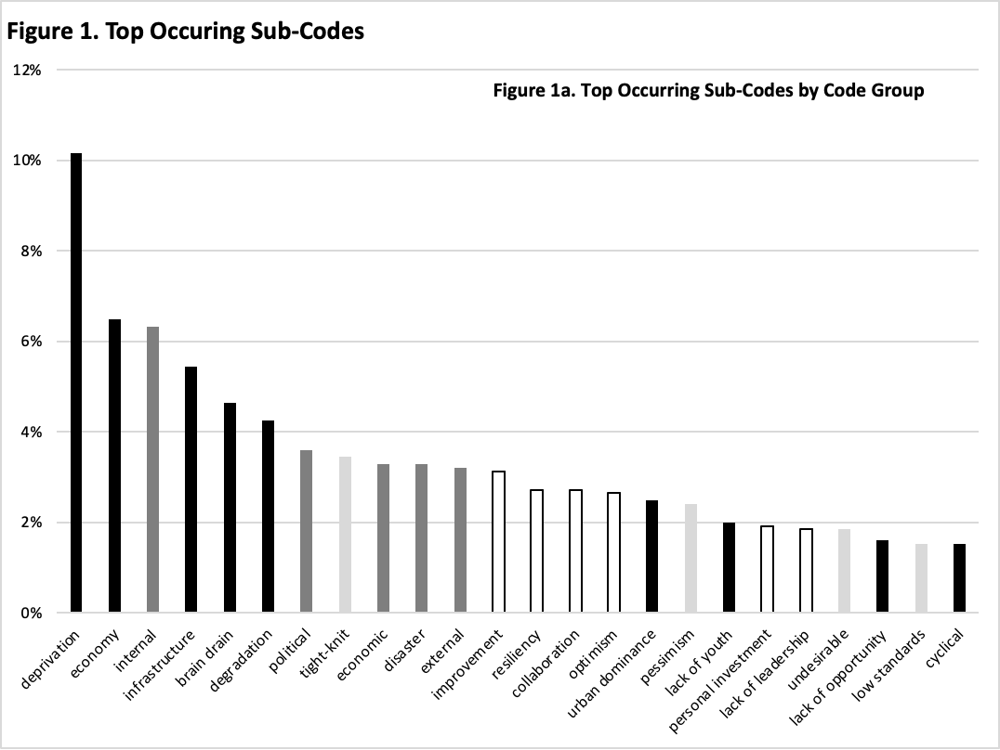 Figure 1. Top Occuring Sub-Codes
12%
Figure 1a. Top Occurring Sub-Codes by Code Group
10%
8%
6%
4%
2%
0%
deprivation
economy
internal
infrastructure
brain drain
degradation
political
tight-knit
economic
disaster
external
improvement
resiliency
collaboration
optimism
urban dominance
pessimism
lack of youth
personal investment
lack of leadership
undesirable
lack of opportunity
low standards
cyclical